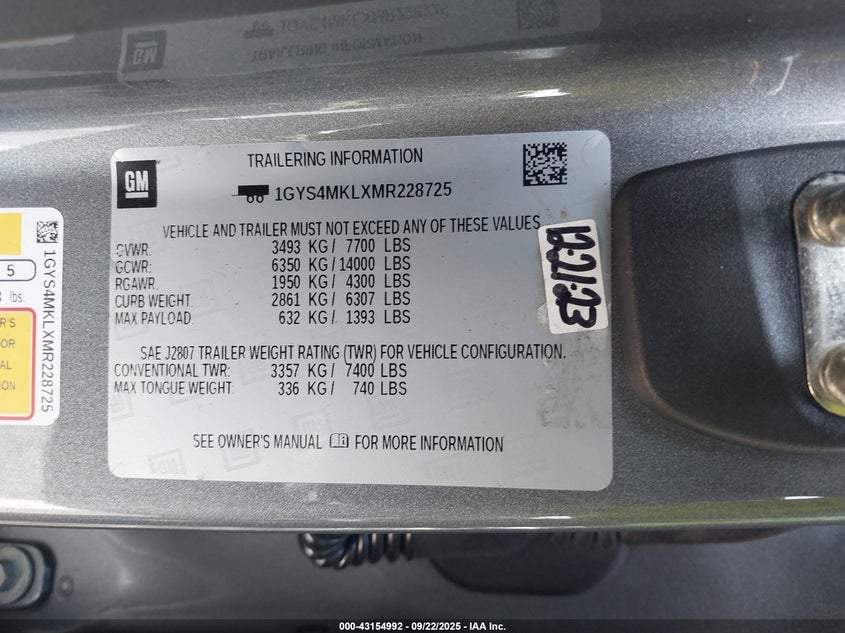 GM
TRAILERING INFORMATION
1GYS4MKLXMR228725
VEHICLE AND TRAILER MUST NOT EXCEED ANY OF THESE VALUES
GVWR: 3493 KG / 7700 LBS
GCWR: 6350 KG / 14000 LBS
RGAWR: 1950 KG / 4300 LBS
CURB WEIGHT: 2861 KG / 6307 LBS
MAX PAYLOAD: 632 KG / 1393 LBS
SAE J2807 TRAILER WEIGHT RATING (TWR) FOR VEHICLE CONFIGURATION.
CONVENTIONAL TWR: 3357 KG / 7400 LBS
MAX TONGUE WEIGHT: 336 KG / 740 LBS
SEE OWNER'S MANUAL FOR MORE INFORMATION
12.21.23
5
lbs.
1GYS4MKLXMR228725
000-43154992 - 09/22/2025 - IAA Inc.